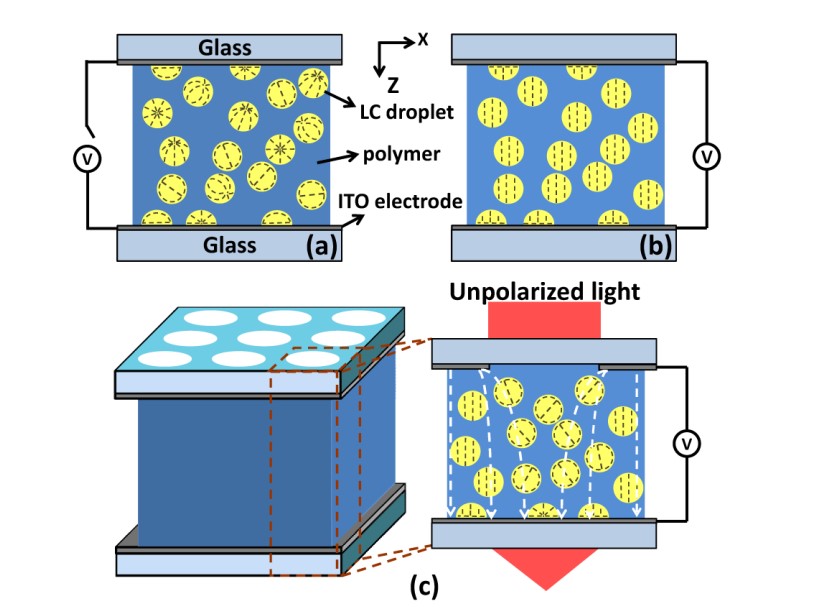 Glass
X
Z
LC droplet
V
polymer
V
ITO electrode
Glass
(a)
(b)
Unpolarized light
V
(c)